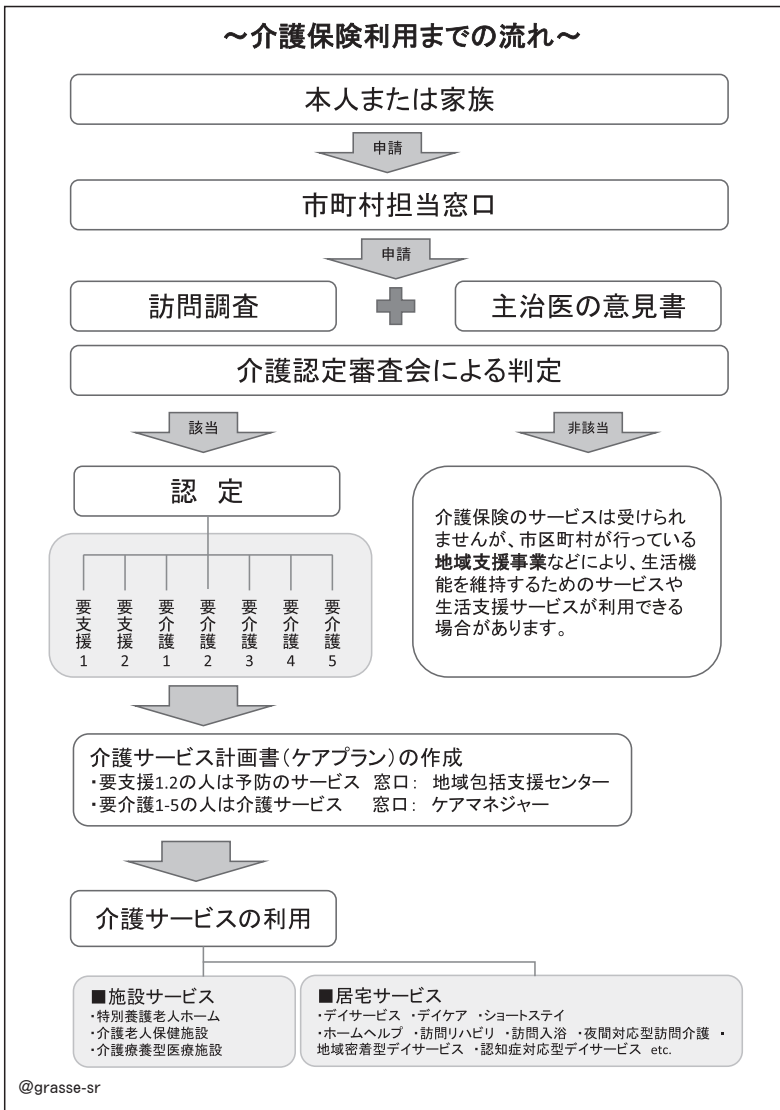 ～介護保険利用までの流れ～
本人または家族
申請
市町村担当窓口
申請
訪問調査
主治医の意見書
介護認定審査会による判定
該当
非該当
認 定
要支援1
要支援2
要介護1
要介護2
要介護3
要介護4
要介護5
介護保険のサービスは受けられ
ませんが、市区町村が行っている
地域支援事業などにより、生活機
能を維持するためのサービスや
生活支援サービスが利用できる
場合があります。
介護サービス計画書（ケアプラン）の作成
・要支援1.2の人は予防のサービス 窓口： 地域包括支援センター
・要介護1-5の人は介護サービス 窓口： ケアマネジャー
介護サービスの利用
■施設サービス
・特別養護老人ホーム
・介護老人保健施設
・介護療養型医療施設
■居宅サービス
・デイサービス ・デイケア ・ショートステイ
・ホームヘルプ ・訪問リハビリ ・訪問入浴 ・夜間対応型訪問介護 ・
地域密着型デイサービス ・認知症対応型デイサービス etc.
@grasse-sr